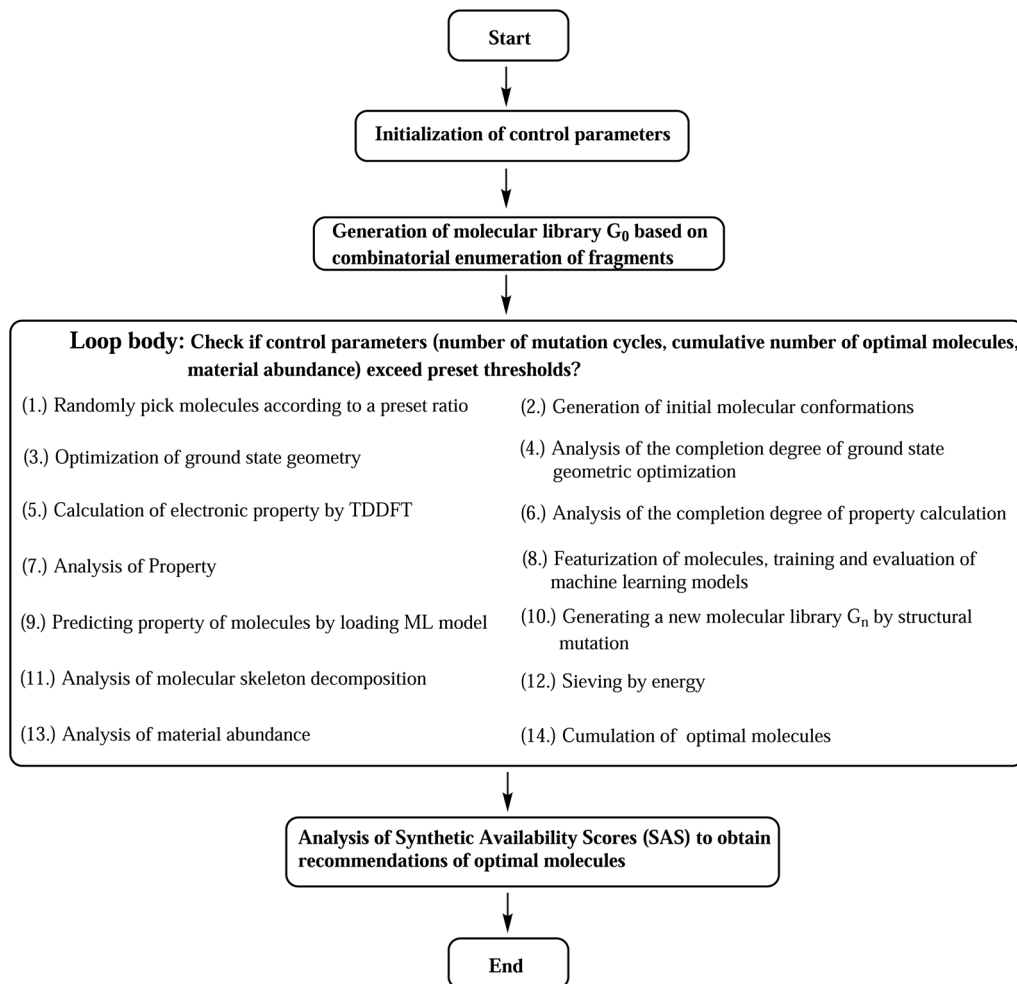 Start
Initialization of control parameters
Generation of molecular library G₀ based on
combinatorial enumeration of fragments
Loop body: Check if control parameters (number of mutation cycles, cumulative number of optimal molecules,
material abundance) exceed preset thresholds?
(1.) Randomly pick molecules according to a preset ratio
(2.) Generation of initial molecular conformations
(3.) Optimization of ground state geometry
(4.) Analysis of the completion degree of ground state
geometric optimization
(5.) Calculation of electronic property by TDDFT
(6.) Analysis of the completion degree of property calculation
(7.) Analysis of Property
(8.) Featurization of molecules, training and evaluation of
machine learning models
(9.) Predicting property of molecules by loading ML model
(10.) Generating a new molecular library Gₙ by structural
mutation
(11.) Analysis of molecular skeleton decomposition
(12.) Sieving by energy
(13.) Analysis of material abundance
(14.) Cumulation of optimal molecules
Analysis of Synthetic Availability Scores (SAS) to obtain
recommendations of optimal molecules
End